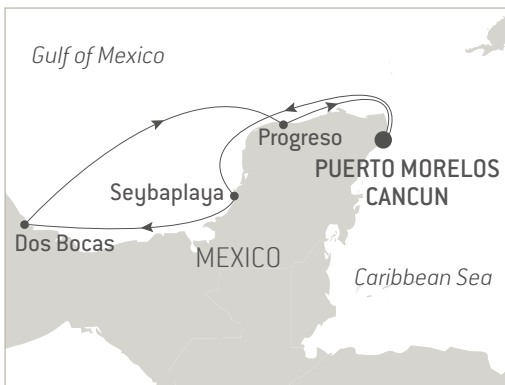 Gulf of Mexico
Progreso
PUERTO MORELOS
CANCUN
Seybaplaya
Dos Bocas
MEXICO
Caribbean Sea